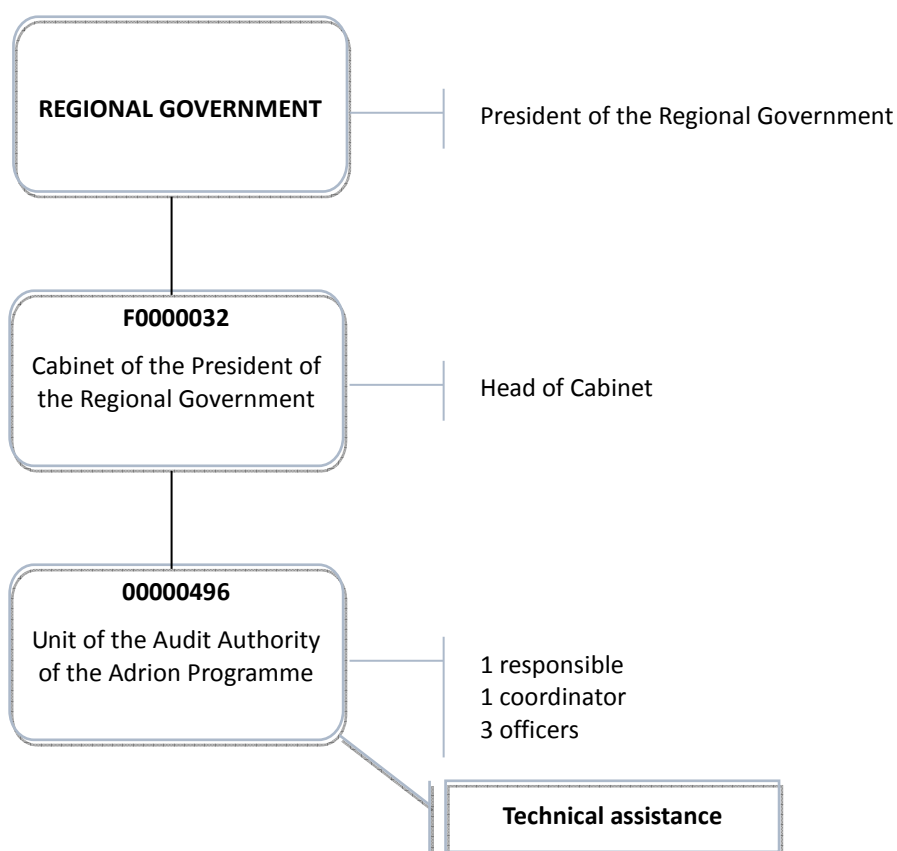 REGIONAL GOVERNMENT
President of the Regional Government
F0000032
Cabinet of the President of
the Regional Government
Head of Cabinet
00000496
Unit of the Audit Authority
of the Adrion Programme
1 responsible
1 coordinator
3 officers
Technical assistance